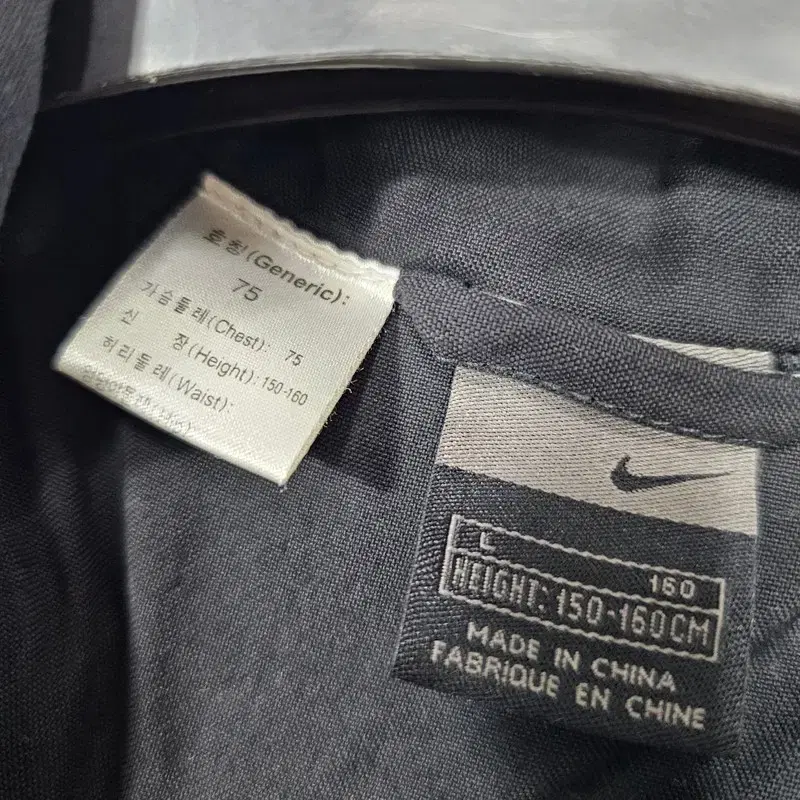 호칭(Generic):
75
가슴둘레(Chest): 75
신 장(Height): 150-160
허리둘레(Waist):
L
160
HEIGHT: 150-160CM
MADE IN CHINA
FABRIQUE EN CHINE